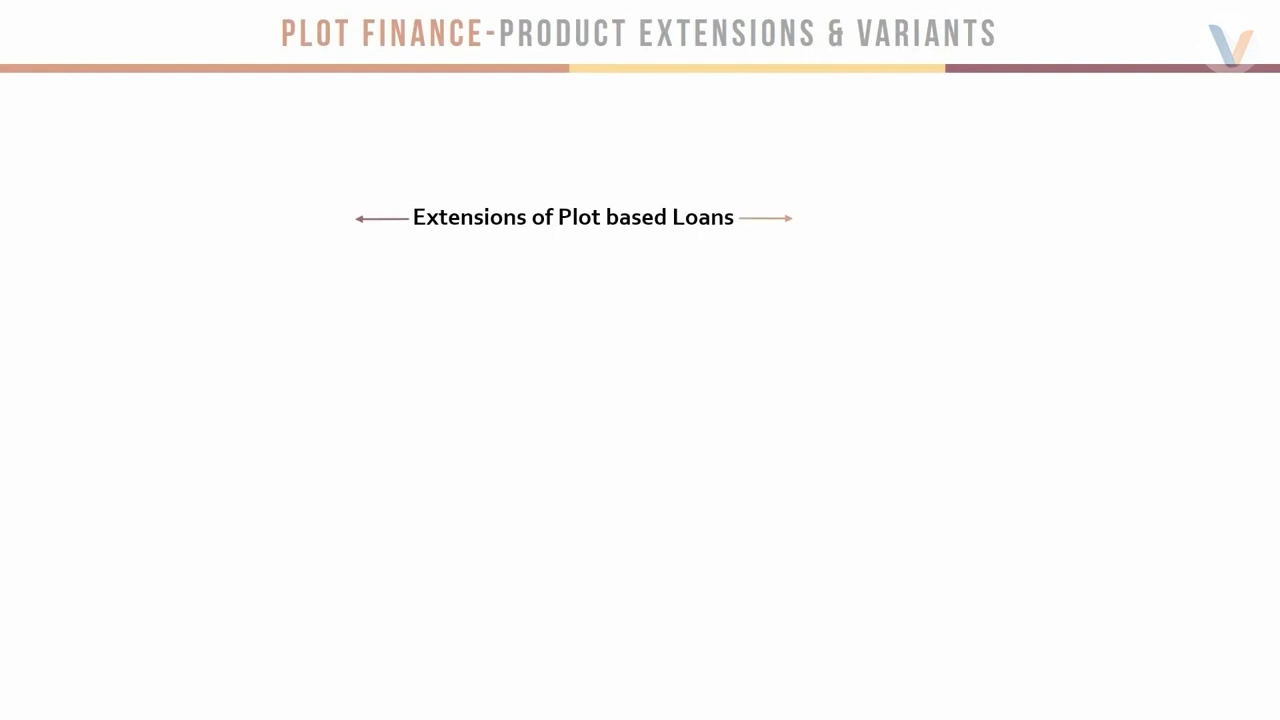 PLOT FINANCE-PRODUCT EXTENSIONS & VARIANTS
Extensions of Plot based Loans